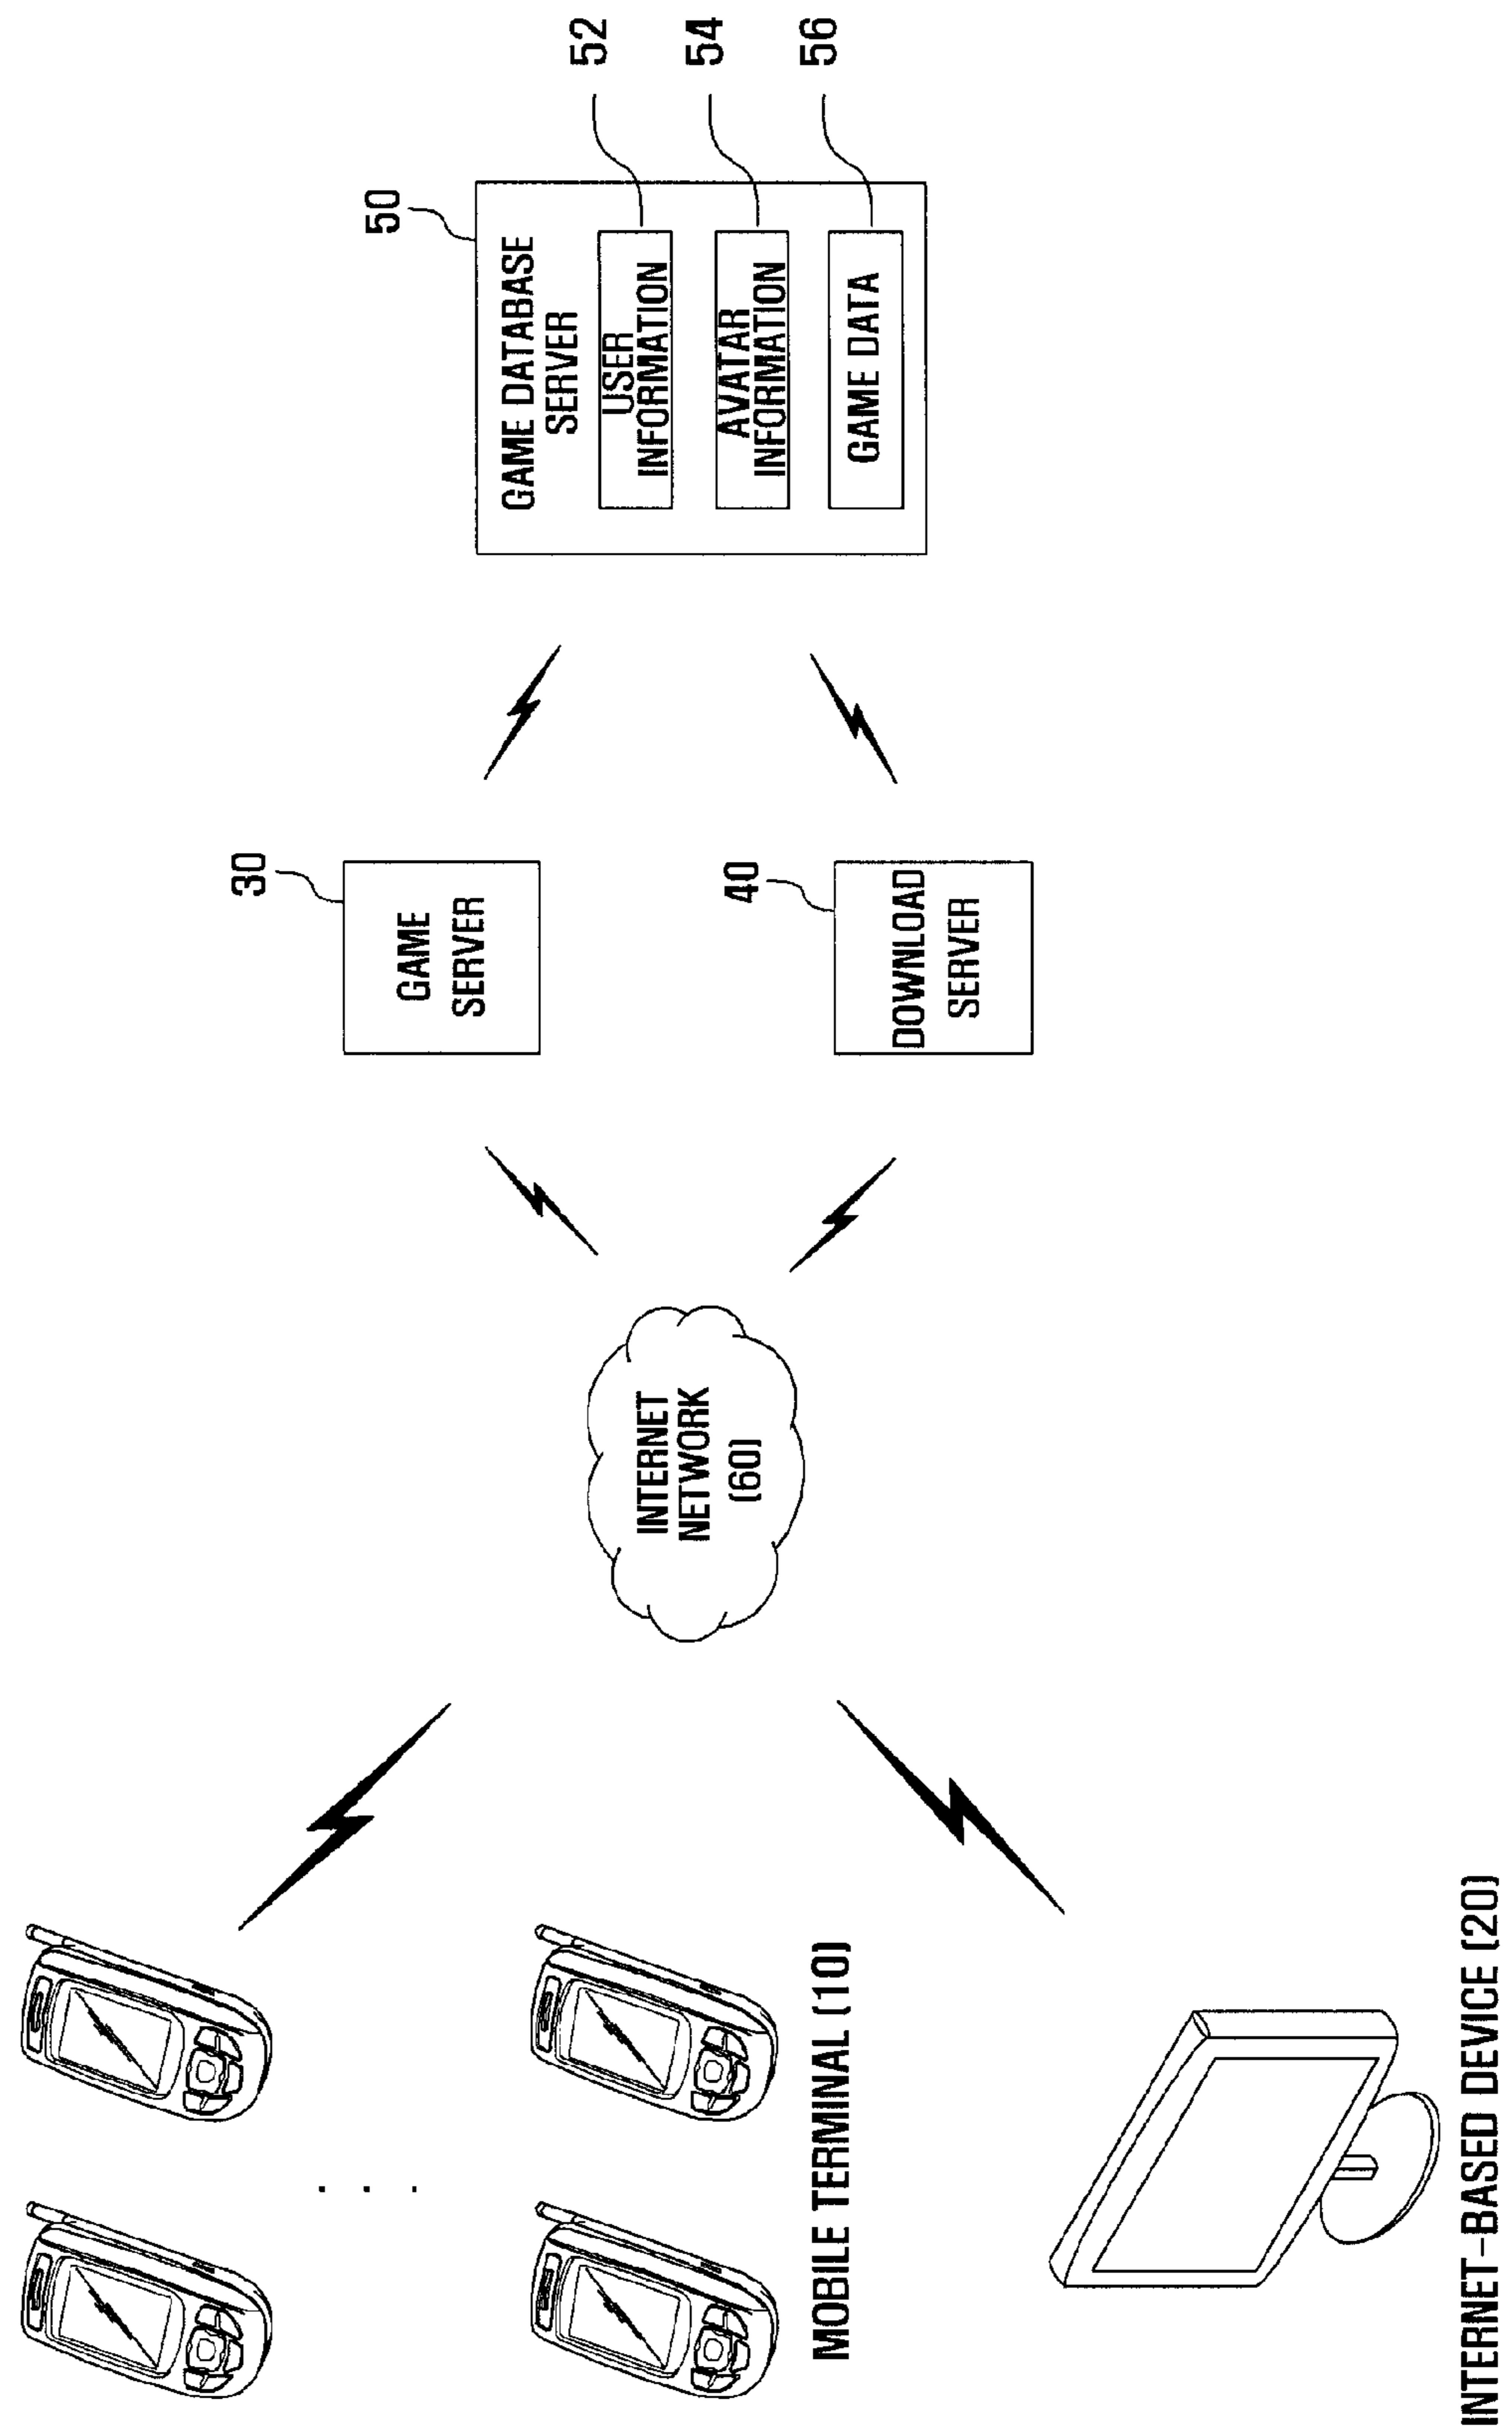 MOBILE TERMINAL (10)
INTERNET-BASED DEVICE (20)
INTERNET
NETWORK
(60)
30
GAME
SERVER
40
DOWNLOAD
SERVER
50
GAME DATABASE
SERVER
USER
INFORMATION
52
AVATAR
INFORMATION
54
GAME DATA
56